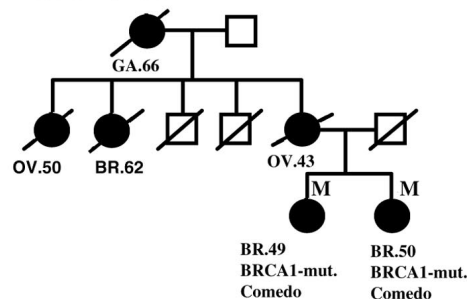 GA.66
OV.50
BR.62
OV.43
M
M
BR.49
BRCA1-mut.
Comedo
BR.50
BRCA1-mut.
Comedo